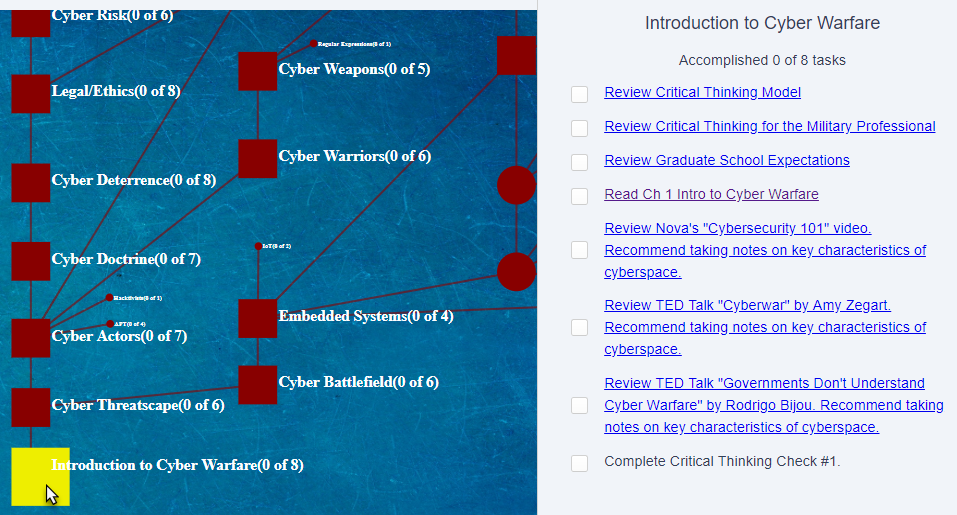 Cyber Risk(0 of 6)
Regular Expressions(0 of 1)
Cyber Weapons(0 of 5)
Legal/Ethics(0 of 8)
Cyber Warriors(0 of 6)
Cyber Deterrence(0 of 8)
IoT(0 of 2)
Cyber Doctrine(0 of 7)
Hacktivists(0 of 1)
Embedded Systems(0 of 4)
APT(0 of 4)
Cyber Actors(0 of 7)
Cyber Battlefield(0 of 6)
Cyber Threatscape(0 of 6)
Introduction to Cyber Warfare(0 of 8)
Introduction to Cyber Warfare
Accomplished 0 of 8 tasks
Review Critical Thinking Model
Review Critical Thinking for the Military Professional
Review Graduate School Expectations
Read Ch 1 Intro to Cyber Warfare
Review Nova's "Cybersecurity 101" video.
Recommend taking notes on key characteristics of
cyberspace.
Review TED Talk "Cyberwar" by Amy Zegart.
Recommend taking notes on key characteristics of
cyberspace.
Review TED Talk "Governments Don't Understand
Cyber Warfare" by Rodrigo Bijou. Recommend taking
notes on key characteristics of cyberspace.
Complete Critical Thinking Check #1.